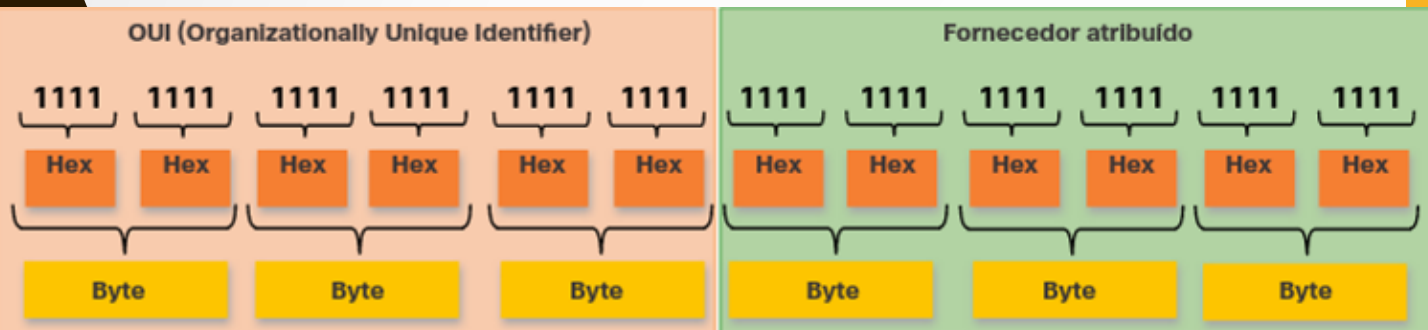 OUI (Organizationally Unique Identifier) Fornecedor atribuído
1111 1111 1111 1111 1111 1111 1111 1111 1111 1111 1111 1111
Hex Hex Hex Hex Hex Hex Hex Hex Hex Hex Hex Hex
Byte Byte Byte Byte Byte Byte